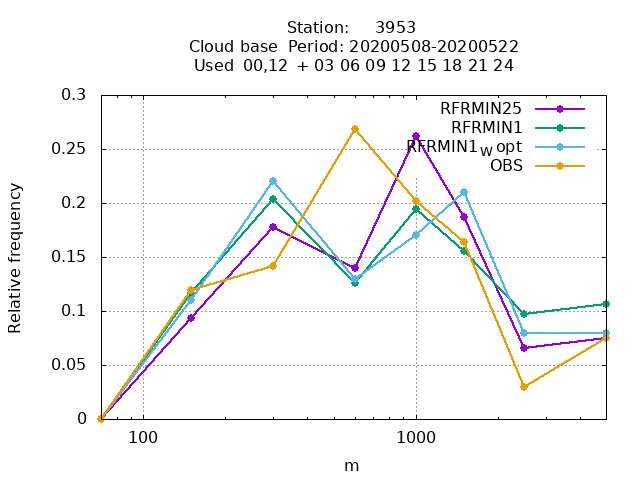 Station: 3953
Cloud base Period: 20200508-20200522
Used 00,12 + 03 06 09 12 15 18 21 24
0.3
0.25
0.2
0.15
0.1
0.05
0
Relative frequency
RFRMIN25
RFRMIN1
RFRMIN1_W opt
OBS
100
1000
m